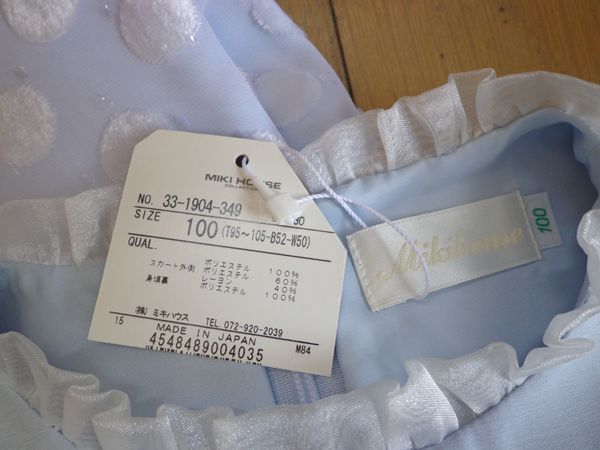 MIKI HOUSE
COLLECTION
NO. 33-1904-349
SIZE 100 (T95~105-B52-W50)
QUAL.
ポリエステル 100%
スカート外側 ポリエステル 60%
身頃裏 レーヨン 40%
ポリエステル 100%
(株) ミキハウス
15 TEL 072-920-2039
MADE IN JAPAN M84
4548489004035
Mikihouse
100